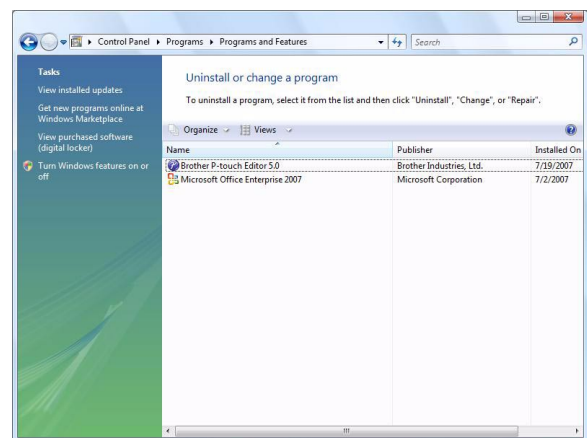 Control Panel ▸ Programs ▸ Programs and Features
Search
Tasks
View installed updates
Get new programs online at
Windows Marketplace
View purchased software
(digital locker)
Turn Windows features on or
off
Uninstall or change a program
To uninstall a program, select it from the list and then click "Uninstall", "Change", or "Repair".
Organize Views
Name Publisher Installed On
Brother P-touch Editor 5.0 Brother Industries, Ltd. 7/19/2007
Microsoft Office Enterprise 2007 Microsoft Corporation 7/2/2007